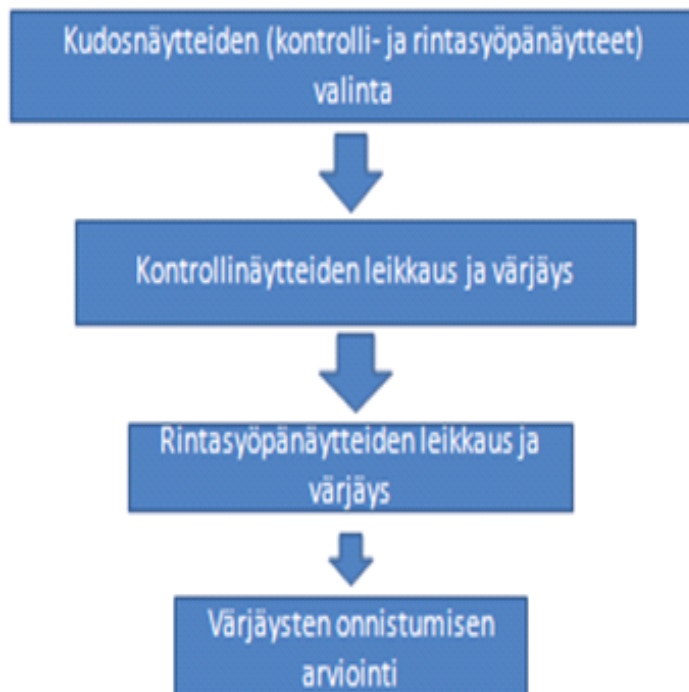 Kudosnäytteiden (kontrolli- ja rintasyöpänäytteet)
valinta
Kontrollinäytteiden leikkaus ja värjäys
Rintasyöpänäytteiden leikkaus ja
värjäys
Värjäysten onnistumisen
arviointi